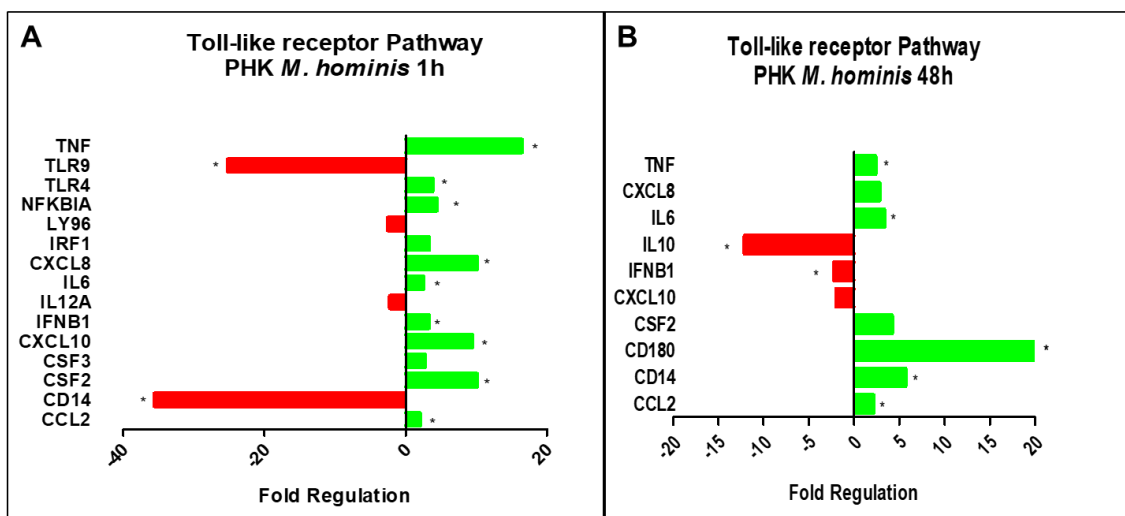 A
Toll-like receptor Pathway
PHK M. hominis 1h
TNF *
* TLR9
TLR4 *
NFKBIA *
LY96
IRF1
CXCL8 *
IL6 *
IL12A
IFNB1 *
CXCL10 *
CSF3
CSF2 *
CD14 *
CCL2 *
-40 -20 0 20
Fold Regulation
B
Toll-like receptor Pathway
PHK M. hominis 48h
TNF *
CXCL8
IL6 *
IL10 *
IFNB1 *
CXCL10
CSF2
CD180 *
CD14 *
CCL2 *
-20 -15 -10 -5 0 5 10 15 20
Fold Regulation